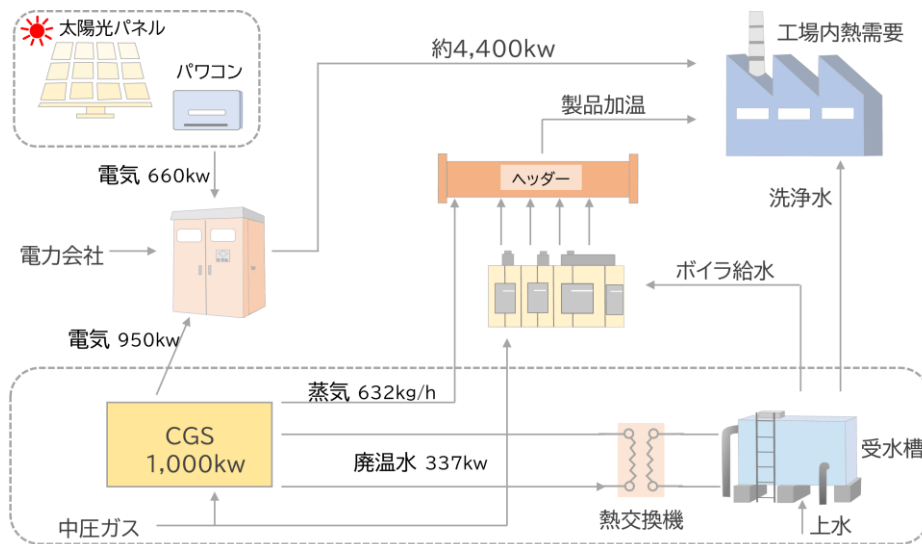 太陽光パネル
パワコン
約4,400kw
工場内熱需要
製品加温
電気 660kw
ヘッダー
洗浄水
電力会社
ボイラ給水
電気 950kw
蒸気 632kg/h
CGS
1,000kw
廃温水 337kw
受水槽
熱交換機
中圧ガス
上水